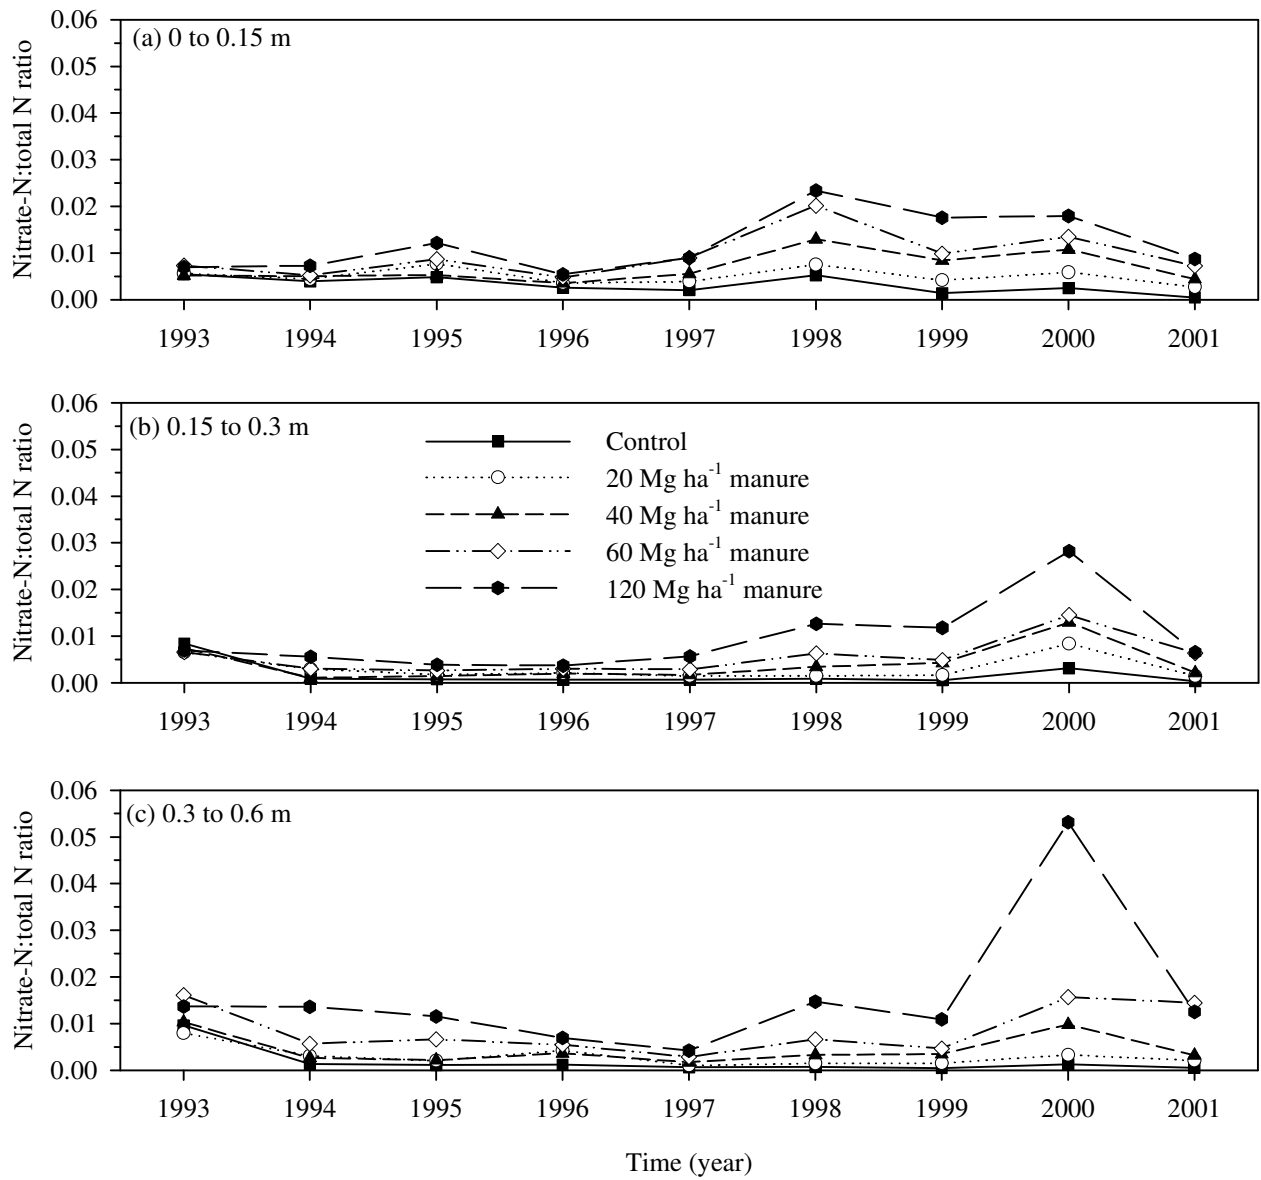 (a) 0 to 0.15 m
Nitrate-N:total N ratio
0.06
0.05
0.04
0.03
0.02
0.01
0.00
1993 1994 1995 1996 1997 1998 1999 2000 2001
(b) 0.15 to 0.3 m
Nitrate-N:total N ratio
0.06
0.05
0.04
0.03
0.02
0.01
0.00
Control
20 Mg ha⁻¹ manure
40 Mg ha⁻¹ manure
60 Mg ha⁻¹ manure
120 Mg ha⁻¹ manure
1993 1994 1995 1996 1997 1998 1999 2000 2001
(c) 0.3 to 0.6 m
Nitrate-N:total N ratio
0.06
0.05
0.04
0.03
0.02
0.01
0.00
1993 1994 1995 1996 1997 1998 1999 2000 2001
Time (year)